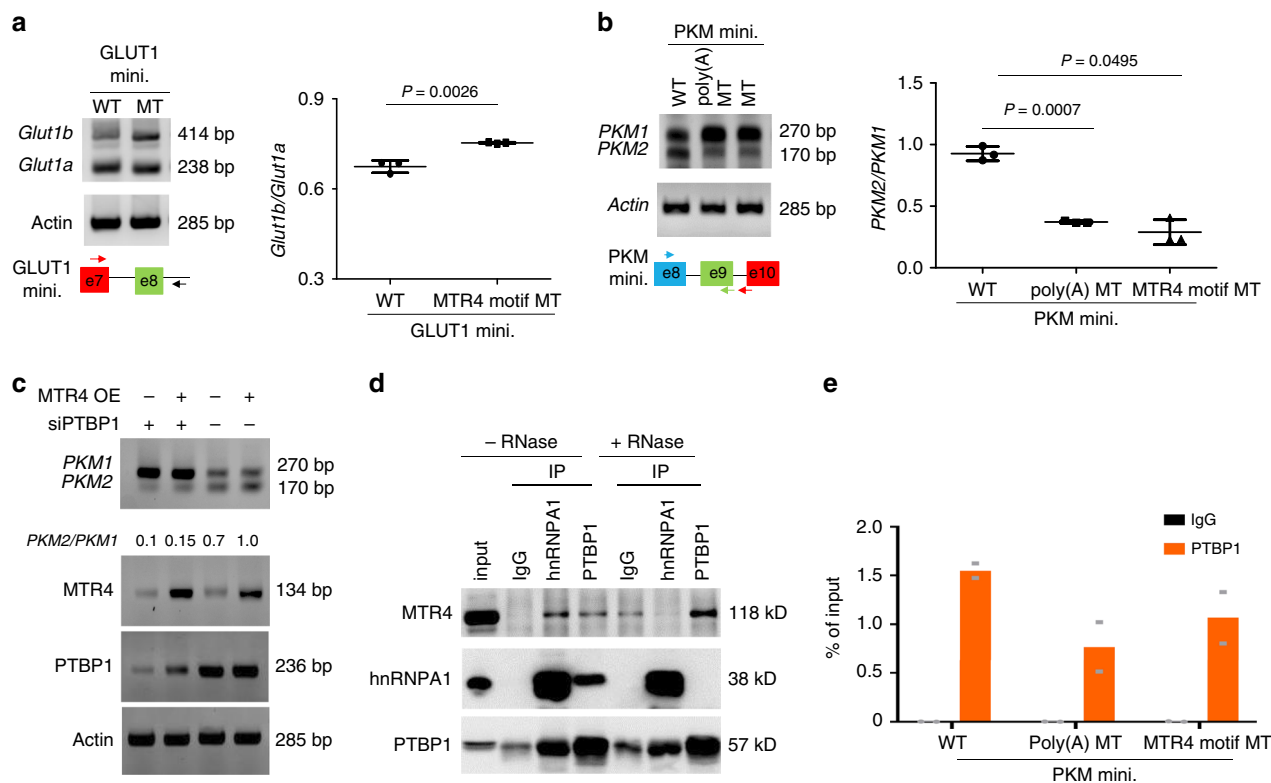 a
GLUT1
mini.
WT MT
Glut1b 414 bp
Glut1a 238 bp
Actin 285 bp
GLUT1
mini.
e7 e8
Glut1b/Glut1a
0.9
0.6
0.3
P = 0.0026
WT MTR4 motif MT
GLUT1 mini.
b
PKM mini.
WT poly(A) MT MT
PKM1 270 bp
PKM2 170 bp
Actin 285 bp
PKM
mini.
e8 e9 e10
PKM2/PKM1
1.5
1.0
0.5
0.0
P = 0.0495
P = 0.0007
WT poly(A) MT MTR4 motif MT
PKM mini.
c
MTR4 OE – + – +
siPTBP1 + + – –
PKM1 270 bp
PKM2 170 bp
PKM2/PKM1 0.1 0.15 0.7 1.0
MTR4 134 bp
PTBP1 236 bp
Actin 285 bp
d
– RNase + RNase
IP IP
input IgG hnRNPA1 PTBP1 IgG hnRNPA1 PTBP1
MTR4 118 kD
hnRNPA1 38 kD
PTBP1 57 kD
e
IgG
PTBP1
% of input
2.0
1.5
1.0
0.5
0
WT Poly(A) MT MTR4 motif MT
PKM mini.